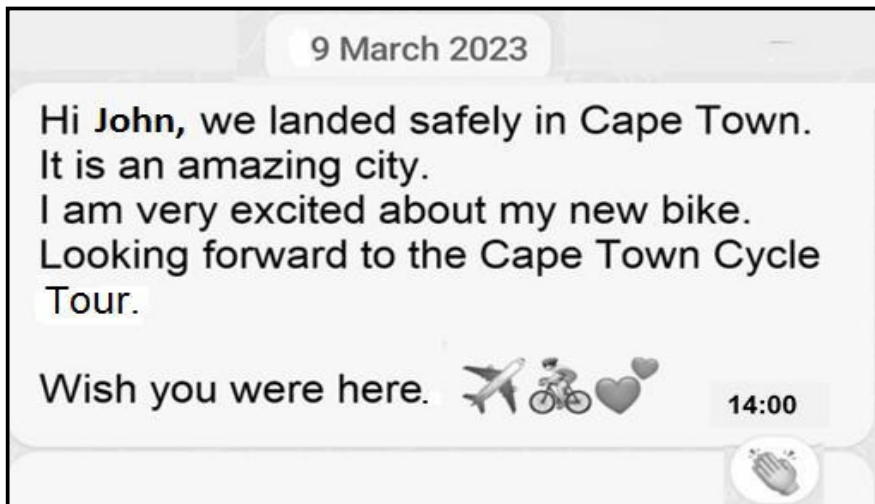 9 March 2023
Hi John, we landed safely in Cape Town.
It is an amazing city.
I am very excited about my new bike.
Looking forward to the Cape Town Cycle
Tour.
Wish you were here.
14:00